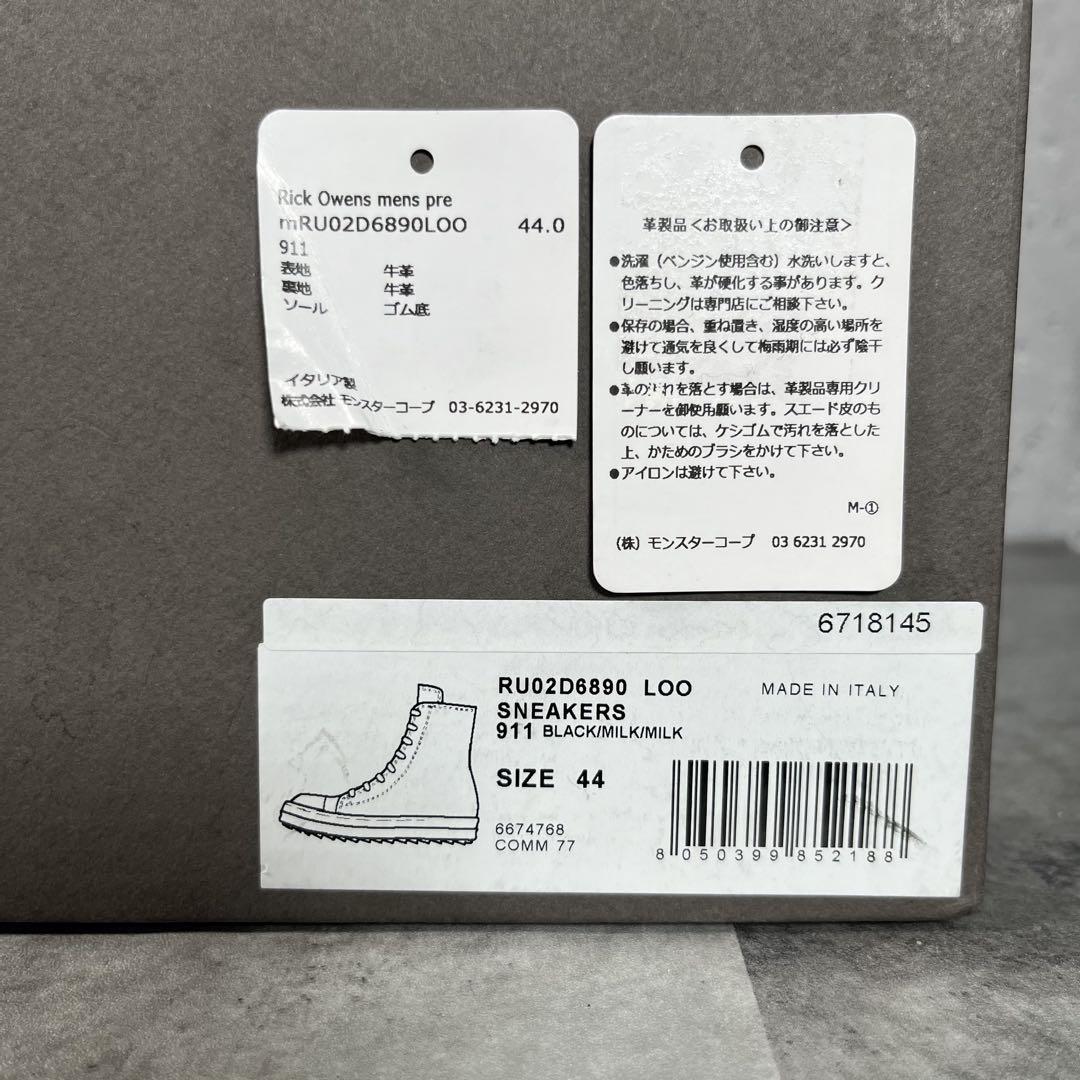 Rick Owens mens pre
mRU02D6890LOO 44.0
911
表地 牛革
裏地 牛革
ソール ゴム底
イタリア製
株式会社 モンスターコープ 03-6231-2970
革製品<お取扱い上の御注意>
●洗濯（ベンジン使用含む）水洗いしますと、
色落ちし、革が硬化する事があります。ク
リーニングは専門店にご相談下さい。
●保存の場合、重ね置き、湿度の高い場所を
避けて通気を良くして梅雨期には必ず陰干
し願います。
●革の汚れを落とす場合は、革製品専用クリ
ーナーを御使用願います。スエード皮のも
のについては、ケシゴムで汚れを落とした
上、かためのブラシをかけて下さい。
●アイロンは避けて下さい。
M-①
（株）モンスターコープ 03 6231 2970
6718145
RU02D6890 LOO MADE IN ITALY
SNEAKERS
911 BLACK/MILK/MILK
SIZE 44
6674768
COMM 77
8 050399 852188